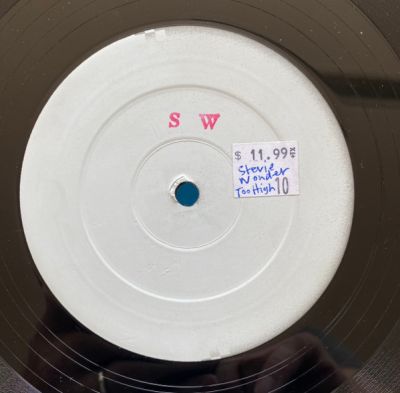 S W
$ 11.99
Stevie
Wonder
Too High 10